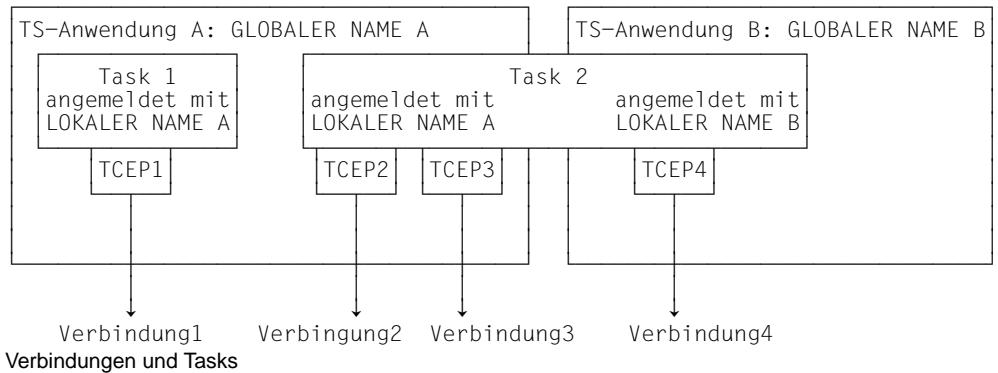 TS-Anwendung A: GLOBALER NAME A TS-Anwendung B: GLOBALER NAME B
Task 1 Task 2
angemeldet mit angemeldet mit angemeldet mit
LOKALER NAME A LOKALER NAME A LOKALER NAME B
TCEP1 TCEP2 TCEP3 TCEP4
Verbindung1 Verbingung2 Verbindung3 Verbindung4
Verbindungen und Tasks